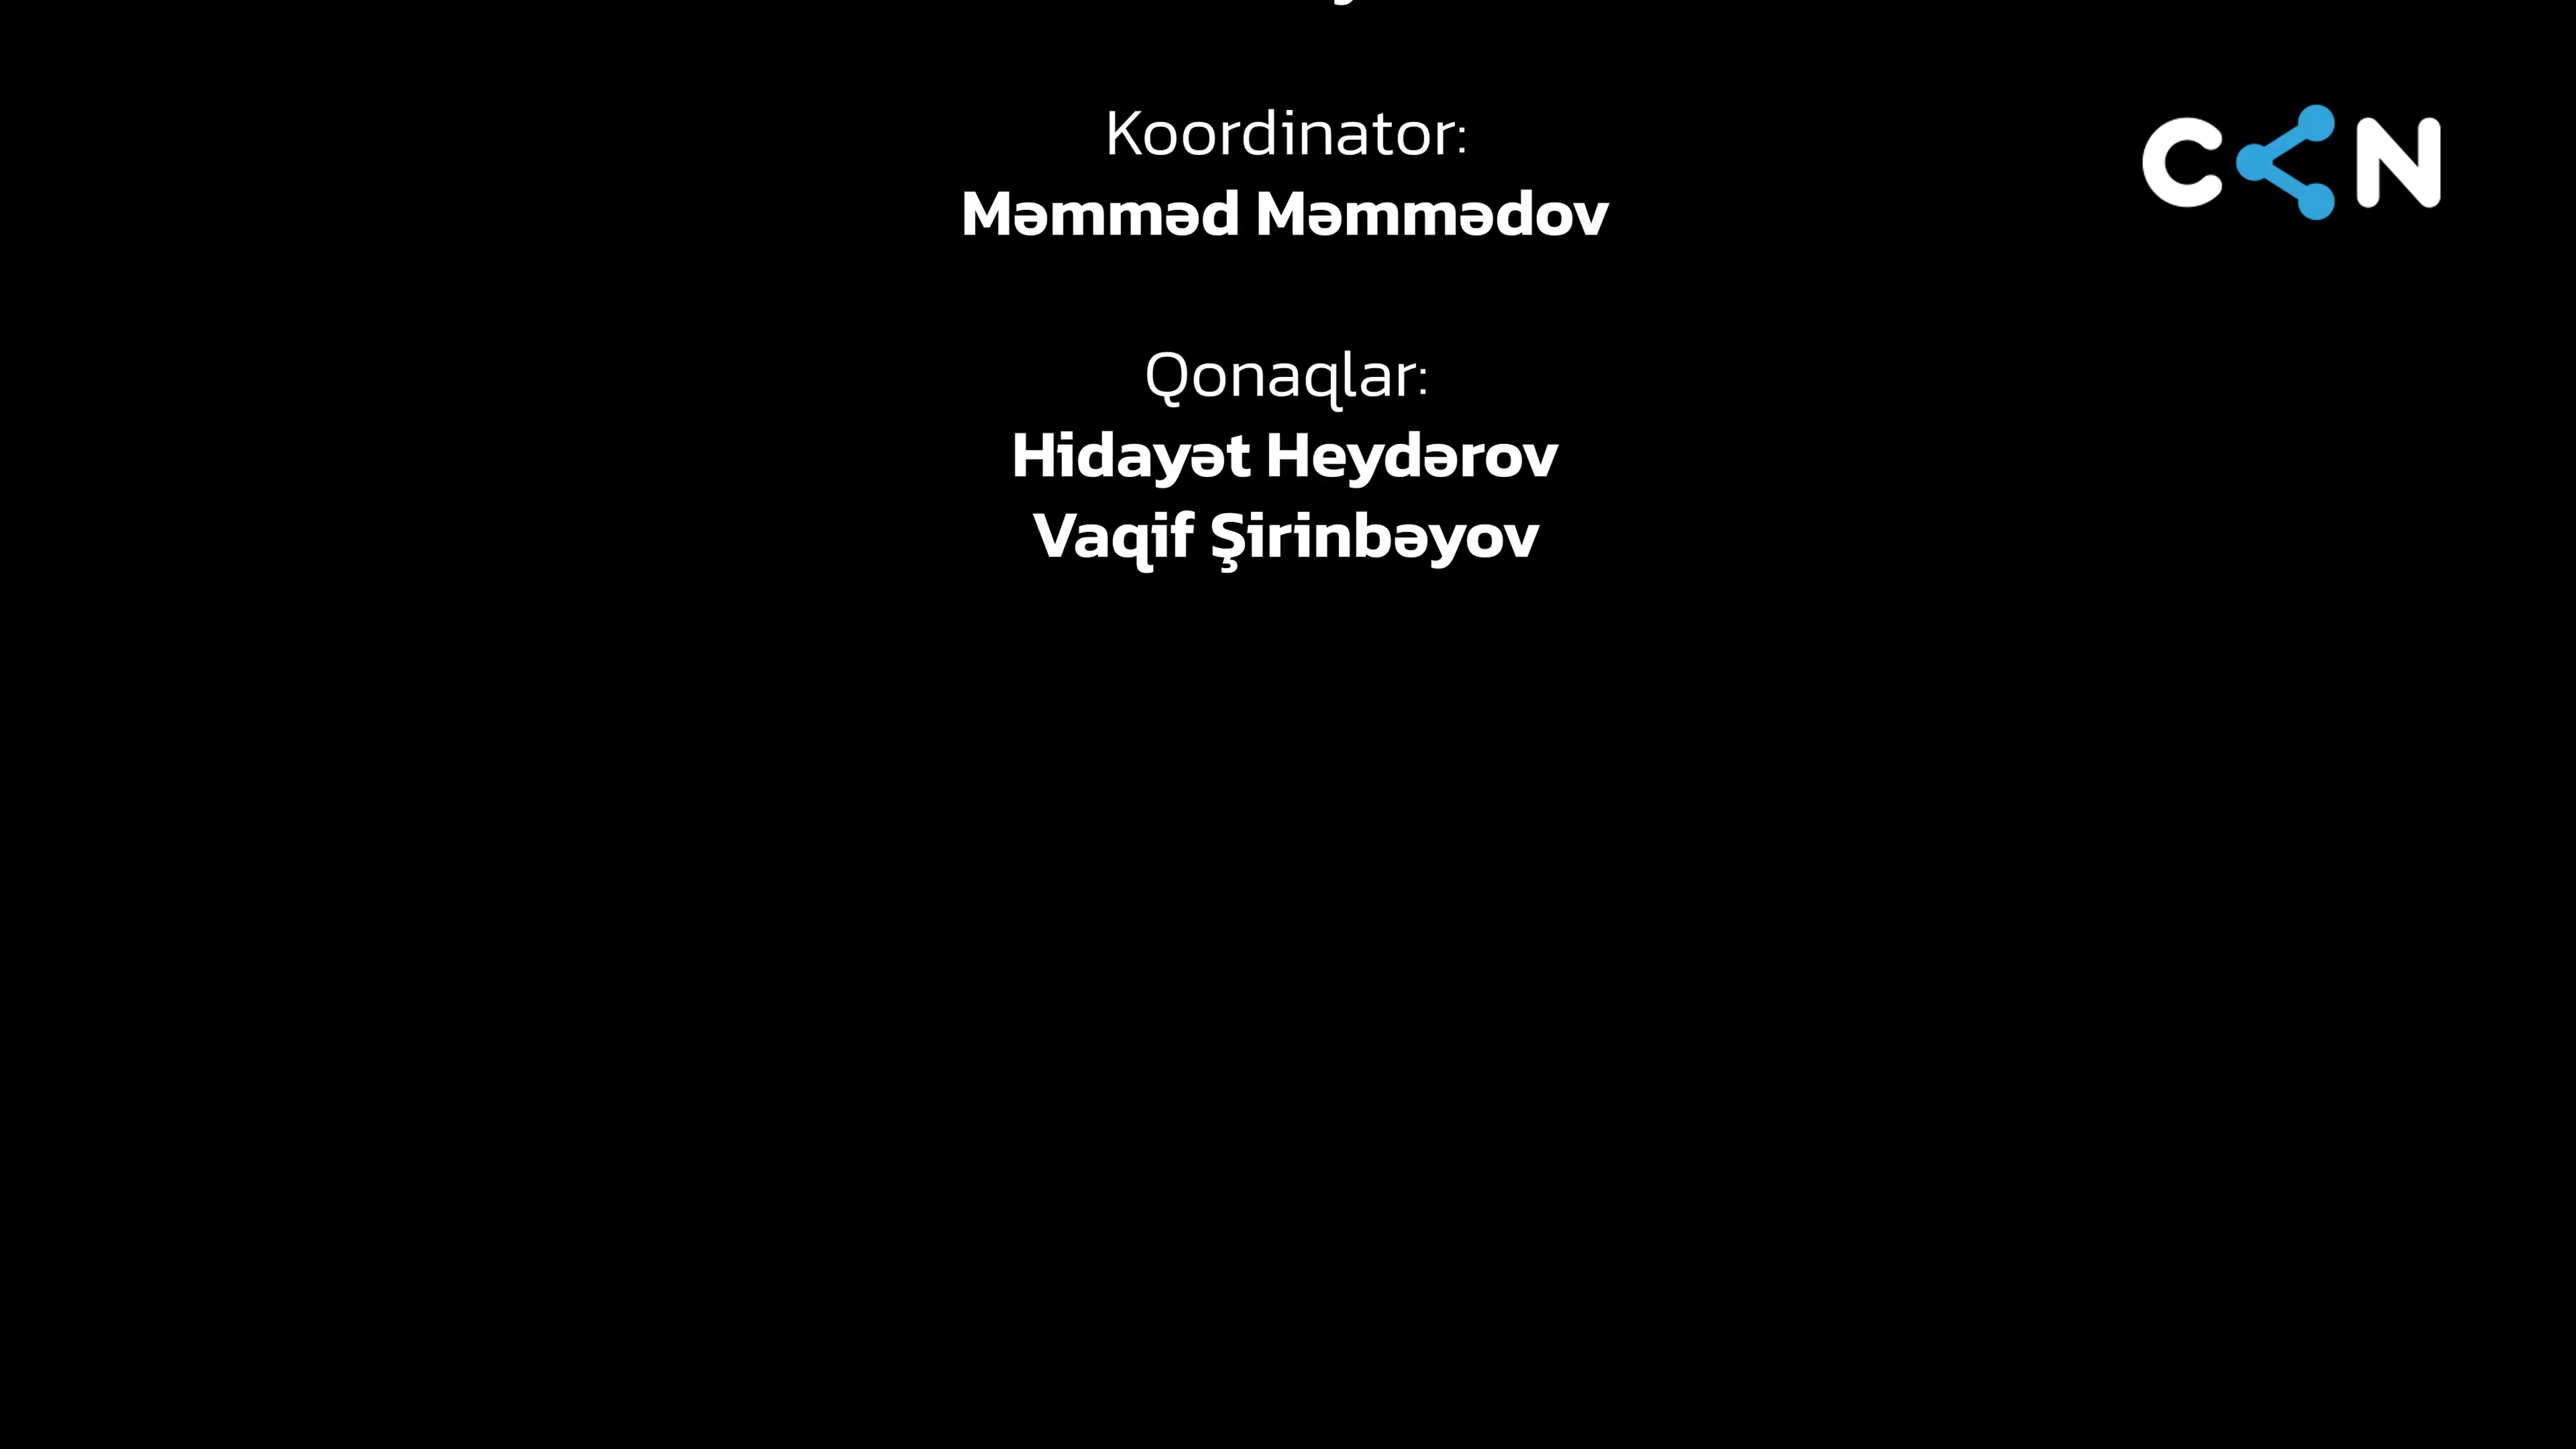 Koordinator:
Məmməd Məmmədov
C<N
Qonaqlar:
Hidayət Heydərov
Vaqif Şirinbəyov